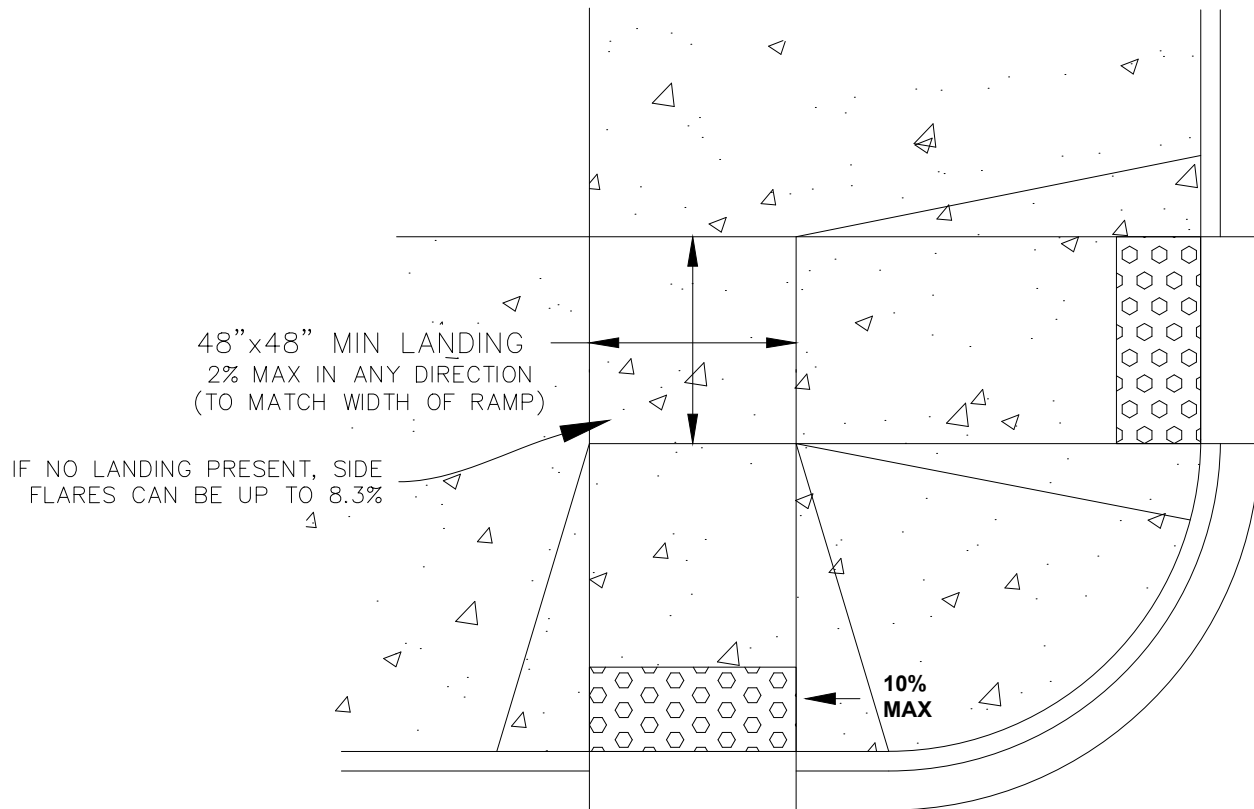 48”x48” MIN LANDING
2% MAX IN ANY DIRECTION
(TO MATCH WIDTH OF RAMP)
IF NO LANDING PRESENT, SIDE
FLARES CAN BE UP TO 8.3%
10%
MAX